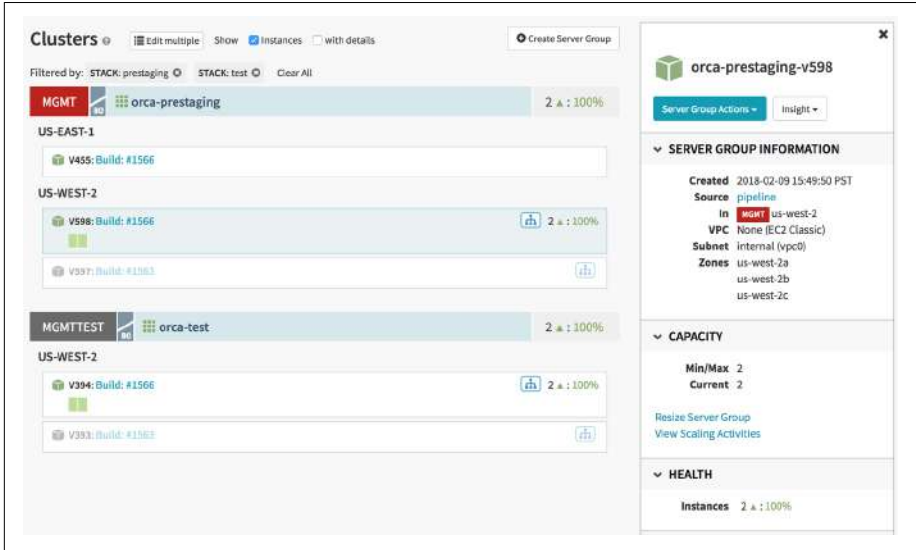 Clusters Edit multiple Show Instances with details Create Server Group
Filtered by: STACK: prestaging STACK: test Clear All
MGMT orca-prestaging 2 ▲ : 100%
US-EAST-1
V455: Build: #1566
US-WEST-2
V598: Build: #1566 2 ▲ : 100%
V597: Build: #1563
MGMTTEST orca-test 2 ▲ : 100%
US-WEST-2
V394: Build: #1566 2 ▲ : 100%
V393: Build: #1563
orca-prestaging-v598
Server Group Actions Insight
SERVER GROUP INFORMATION
Created 2018-02-09 15:49:50 PST
Source pipeline
In MGMT us-west-2
VPC None (EC2 Classic)
Subnet internal (vpc0)
Zones us-west-2a
us-west-2b
us-west-2c
CAPACITY
Min/Max 2
Current 2
Resize Server Group
View Scaling Activities
HEALTH
Instances 2 ▲ : 100%